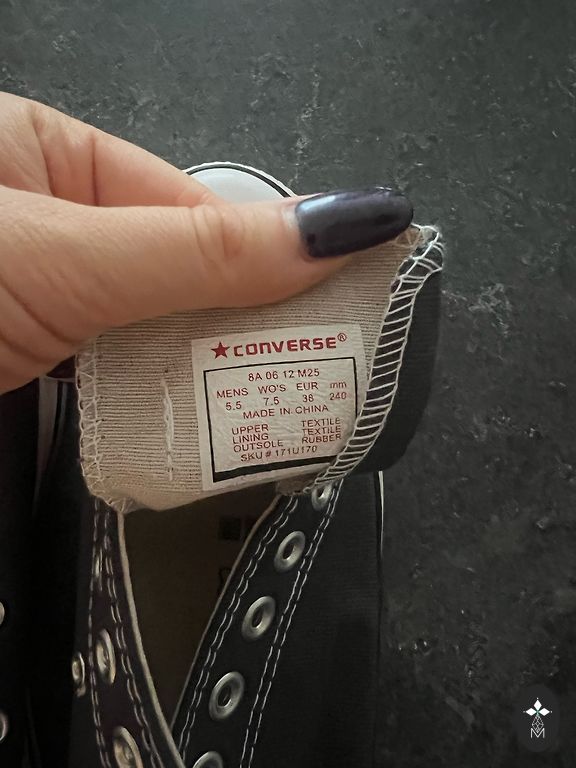 ★CONVERSE®
8A 06 12 M25
MENS WO'S EUR mm
5.5 7.5 38 240
MADE IN CHINA
UPPER TEXTILE
LINING TEXTILE
OUTSOLE RUBBER
SKU # 171U170
M